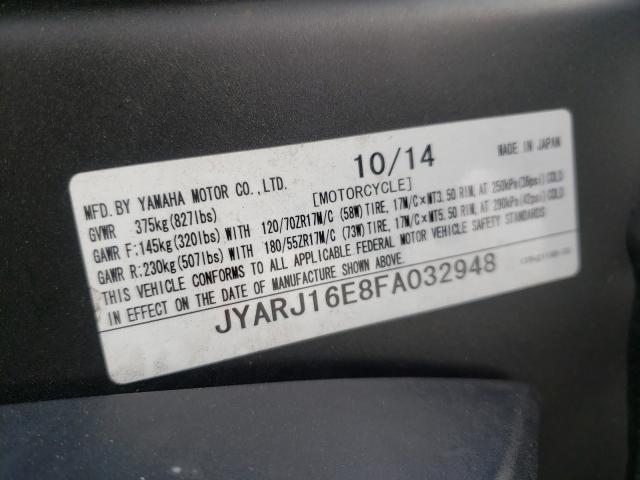 MFD. BY YAMAHA MOTOR CO., LTD. 10/14 MADE IN JAPAN
GVWR 375kg(827lbs) [MOTORCYCLE]
GAWR F:145kg(320lbs) WITH 120/70ZR17M/C (58W) TIRE, 17M/C×MT3.50 RIM, AT 250kPa(36psi)COLD
GAWR R:230kg(507lbs) WITH 180/55ZR17M/C (73W) TIRE, 17M/C×MT5.50 RIM, AT 290kPa(42psi)COLD
THIS VEHICLE CONFORMS TO ALL APPLICABLE FEDERAL MOTOR VEHICLE SAFETY STANDARDS
IN EFFECT ON THE DATE OF MANUFACTURE SHOWN ABOVE.
JYARJ16E8FA032948